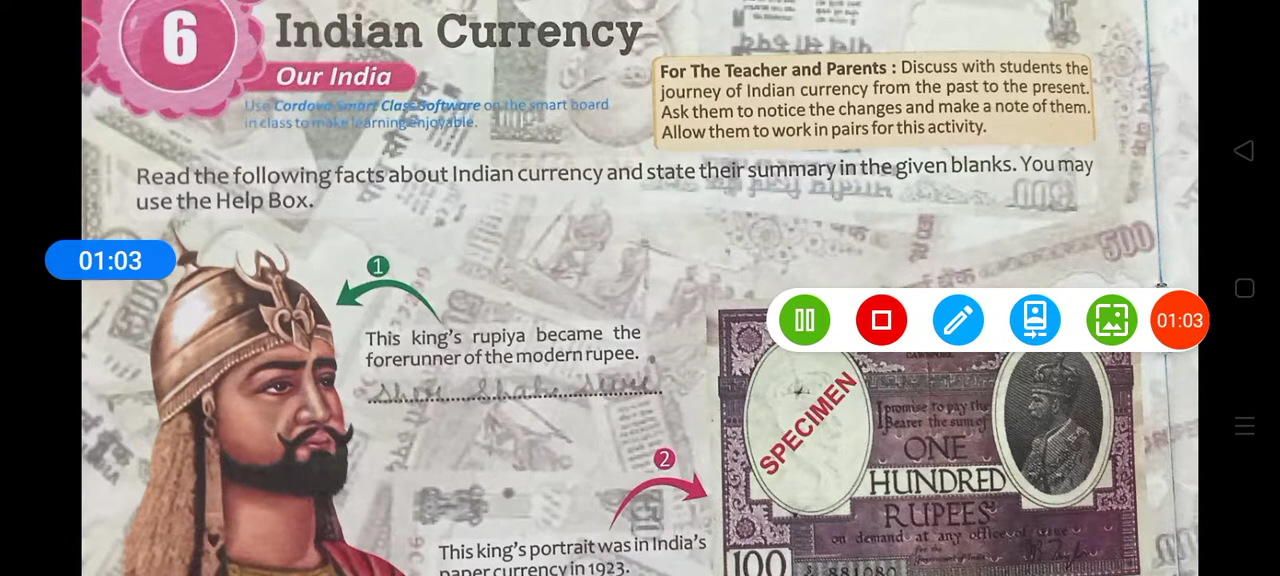 6
Indian Currency
Our India
Use Cordova Smart Class Software on the smart board
in class to make learning enjoyable.
For The Teacher and Parents : Discuss with students the
journey of Indian currency from the past to the present.
Ask them to notice the changes and make a note of them.
Allow them to work in pairs for this activity.
Read the following facts about Indian currency and state their summary in the given blanks. You may
use the Help Box.
500
01:03
1
This king's rupiya became the
forerunner of the modern rupee.
01:03
SPECIMEN
I promise to pay the
Bearer the sum of
ONE
HUNDRED
RUPEES
on demand at any office of issue
100
2
This king's portrait was in India's
paper currency in 1923.